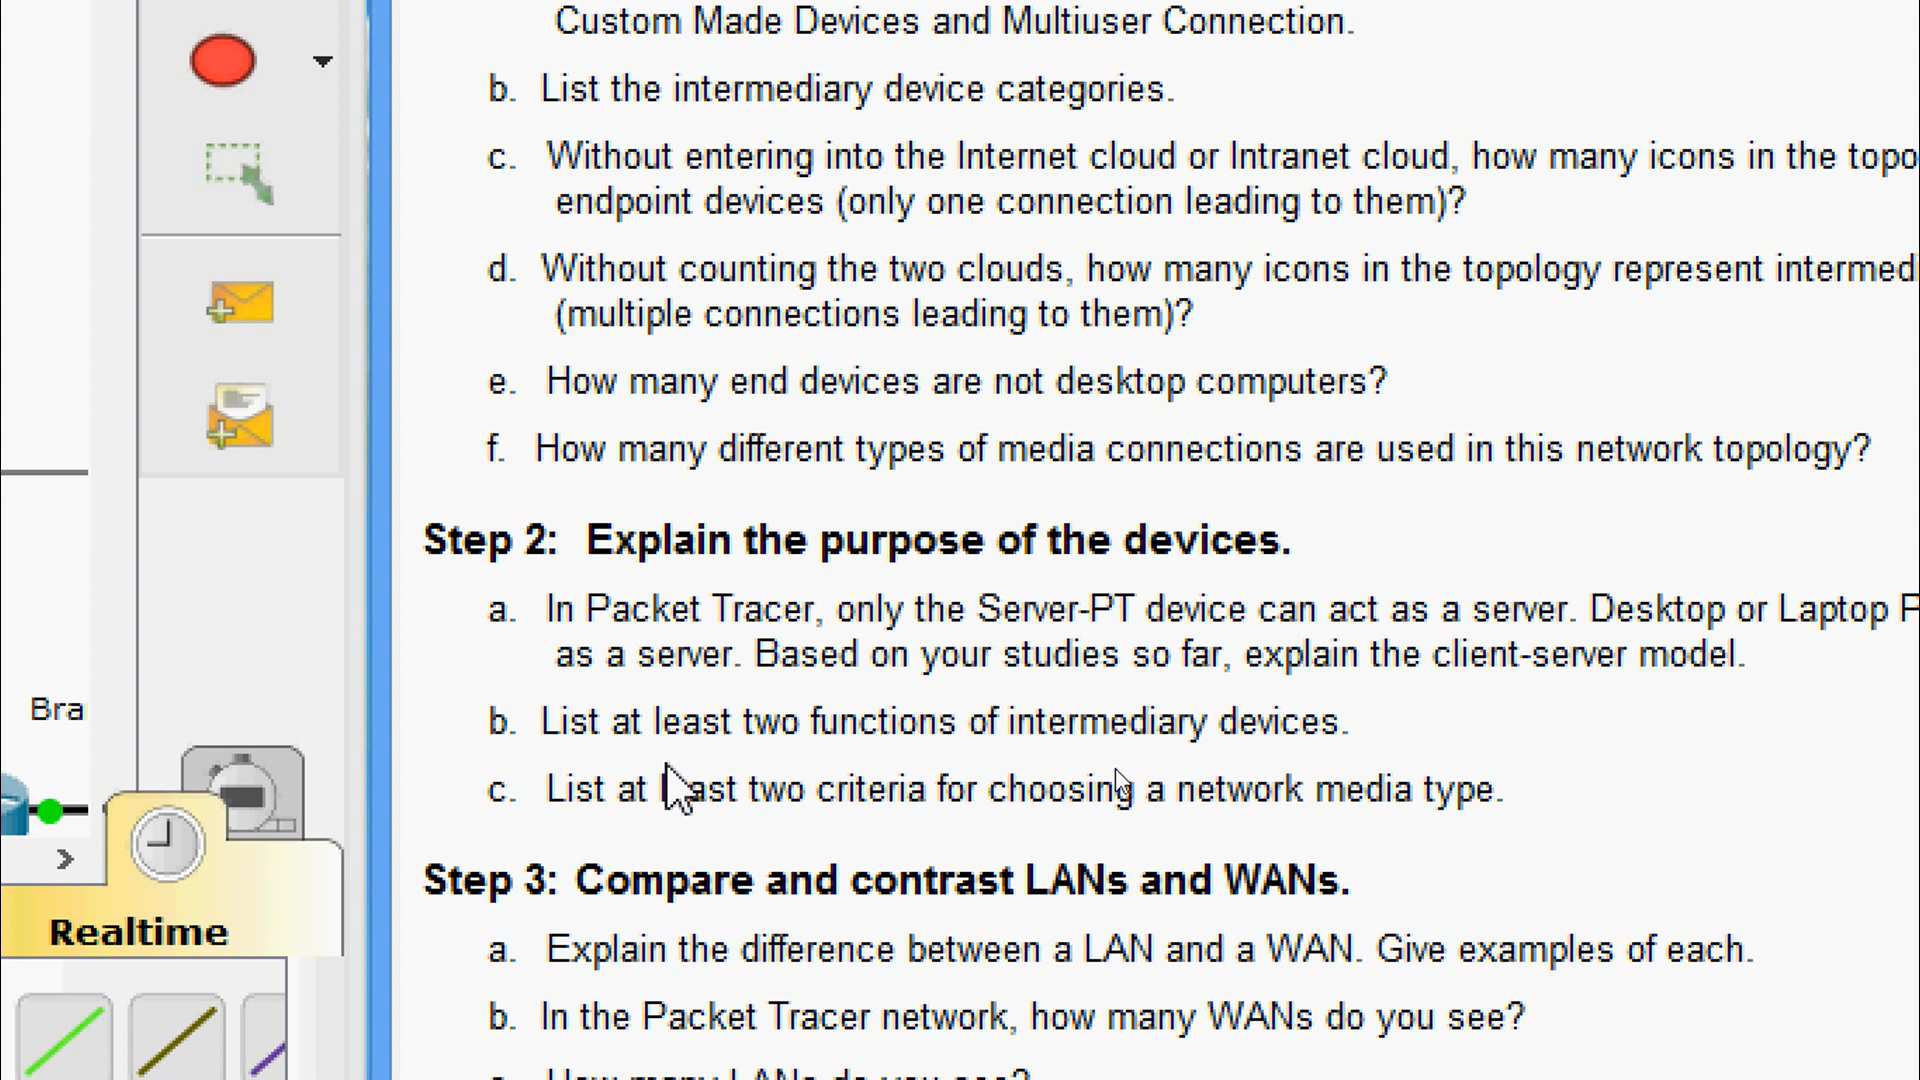 Custom Made Devices and Multiuser Connection.
b. List the intermediary device categories.
c. Without entering into the Internet cloud or Intranet cloud, how many icons in the topo
endpoint devices (only one connection leading to them)?
d. Without counting the two clouds, how many icons in the topology represent intermed
(multiple connections leading to them)?
e. How many end devices are not desktop computers?
f. How many different types of media connections are used in this network topology?
Step 2: Explain the purpose of the devices.
a. In Packet Tracer, only the Server-PT device can act as a server. Desktop or Laptop P
as a server. Based on your studies so far, explain the client-server model.
Bra
b. List at least two functions of intermediary devices.
c. List at least two criteria for choosing a network media type.
Step 3: Compare and contrast LANs and WANs.
Realtime
a. Explain the difference between a LAN and a WAN. Give examples of each.
b. In the Packet Tracer network, how many WANs do you see?
c. How many LANs do you see?